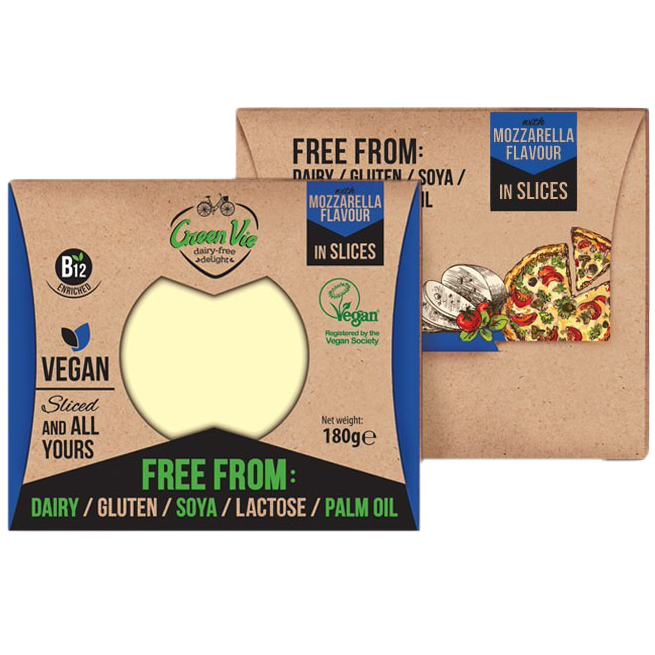 with
MOZZARELLA
FLAVOUR
IN SLICES
FREE FROM:
DAIRY / GLUTEN / SOYA /
IL
with
MOZZARELLA
FLAVOUR
IN SLICES
Green Vie
dairy-free
delight
B12
ENRICHED
Vegan
Registered by the
Vegan Society
VEGAN
Sliced
AND ALL
YOURS
Net weight:
180g℮
FREE FROM:
DAIRY / GLUTEN / SOYA / LACTOSE / PALM OIL